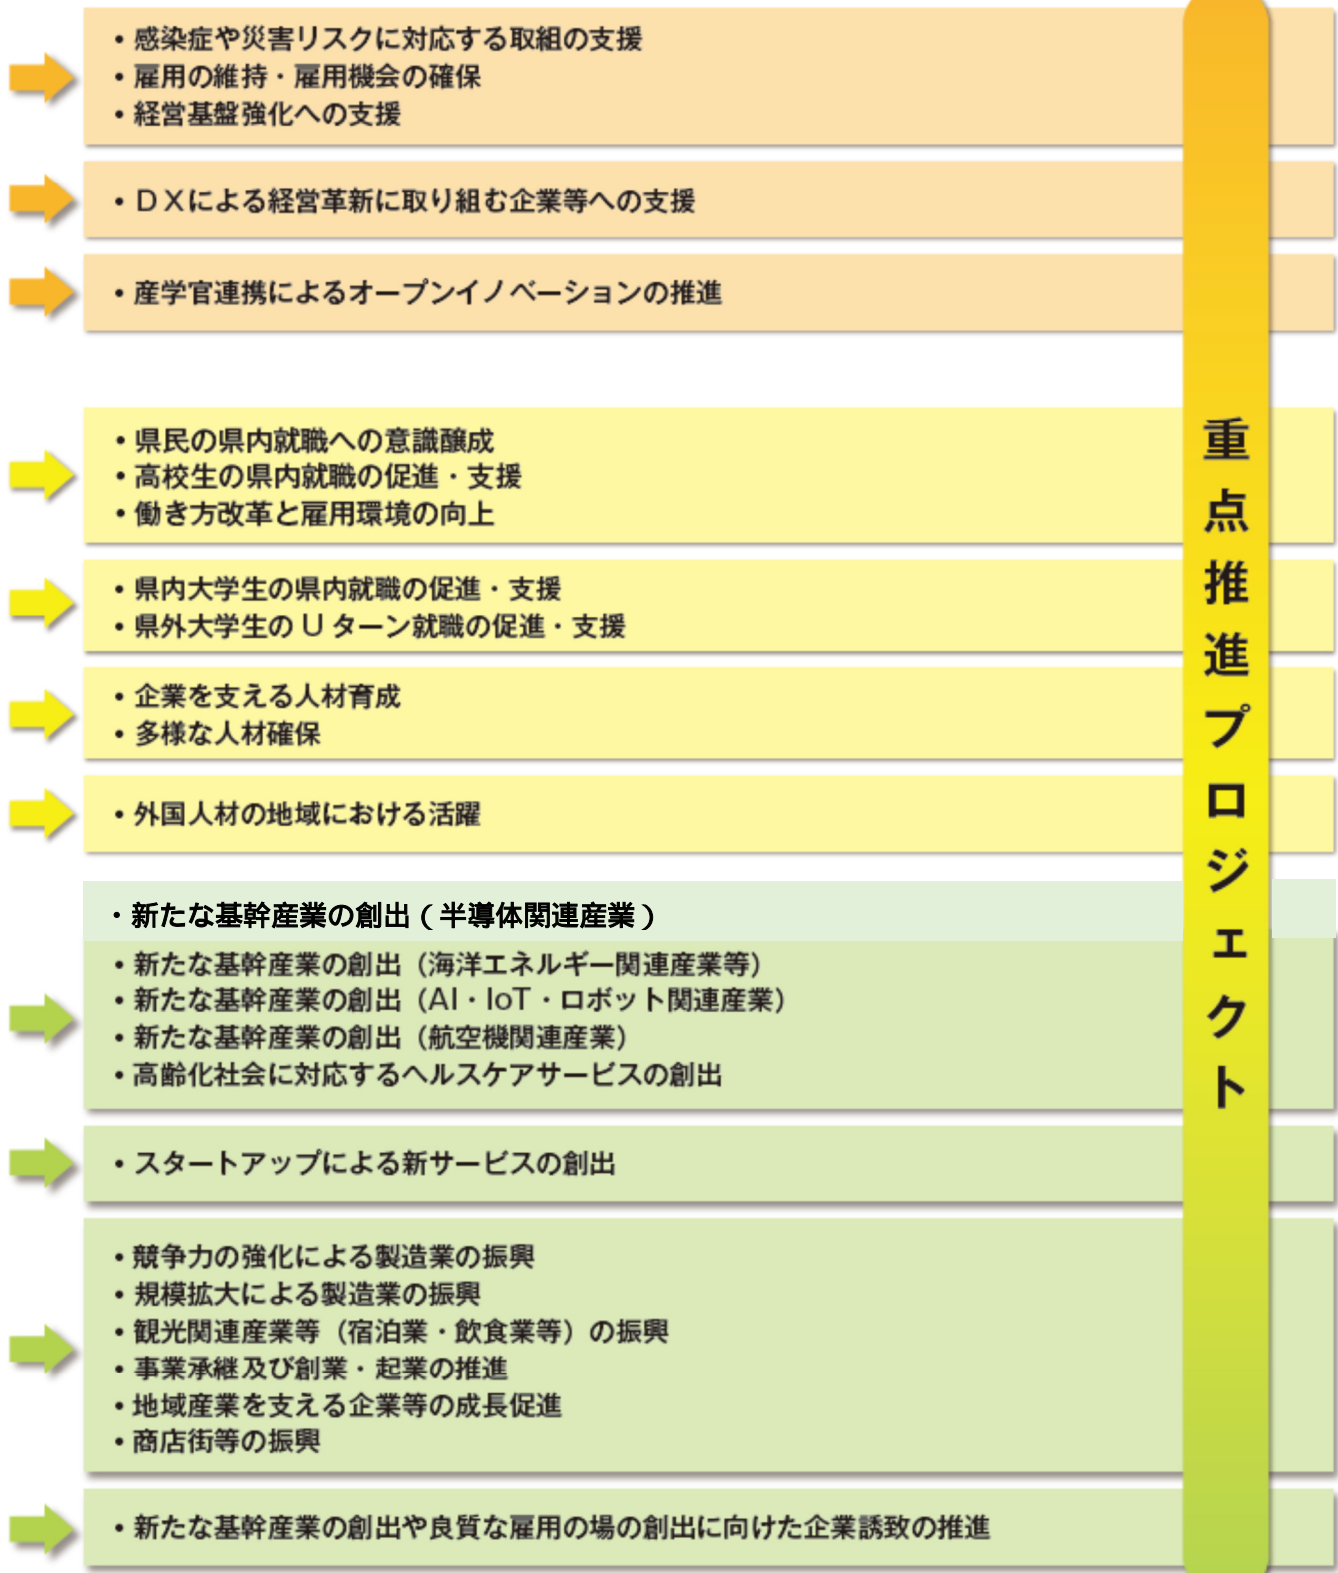 ・感染症や災害リスクに対応する取組の支援
・雇用の維持・雇用機会の確保
・経営基盤強化への支援
・ＤＸによる経営革新に取り組む企業等への支援
・産学官連携によるオープンイノベーションの推進
・県民の県内就職への意識醸成
・高校生の県内就職の促進・支援
・働き方改革と雇用環境の向上
・県内大学生の県内就職の促進・支援
・県外大学生のＵターン就職の促進・支援
・企業を支える人材育成
・多様な人材確保
・外国人材の地域における活躍
・新たな基幹産業の創出（半導体関連産業）
・新たな基幹産業の創出（海洋エネルギー関連産業等）
・新たな基幹産業の創出（AI・IoT・ロボット関連産業）
・新たな基幹産業の創出（航空機関連産業）
・高齢化社会に対応するヘルスケアサービスの創出
・スタートアップによる新サービスの創出
・競争力の強化による製造業の振興
・規模拡大による製造業の振興
・観光関連産業等（宿泊業・飲食業等）の振興
・事業承継及び創業・起業の推進
・地域産業を支える企業等の成長促進
・商店街等の振興
・新たな基幹産業の創出や良質な雇用の場の創出に向けた企業誘致の推進
重点推進プロジェクト